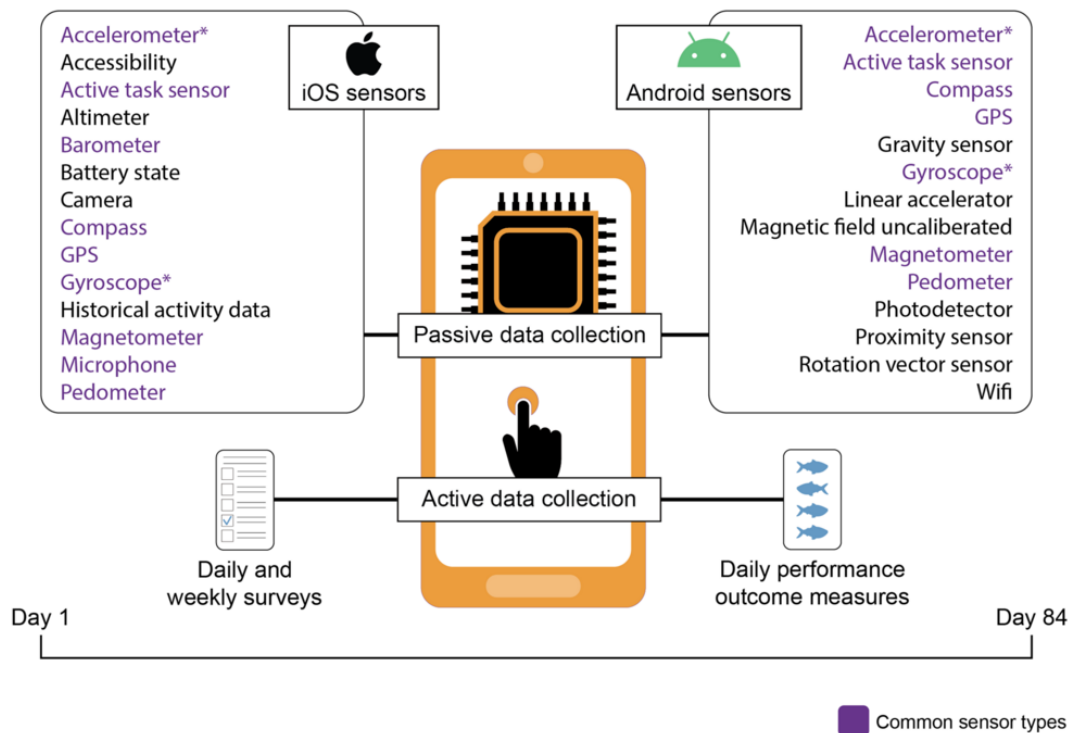 Accelerometer*
Accessibility
Active task sensor
Altimeter
Barometer
Battery state
Camera
Compass
GPS
Gyroscope*
Historical activity data
Magnetometer
Microphone
Pedometer
iOS sensors
Android sensors
Accelerometer*
Active task sensor
Compass
GPS
Gravity sensor
Gyroscope*
Linear accelerator
Magnetic field uncaliberated
Magnetometer
Pedometer
Photodetector
Proximity sensor
Rotation vector sensor
Wifi
Passive data collection
Active data collection
Daily and
weekly surveys
Daily performance
outcome measures
Day 1
Day 84
Common sensor types